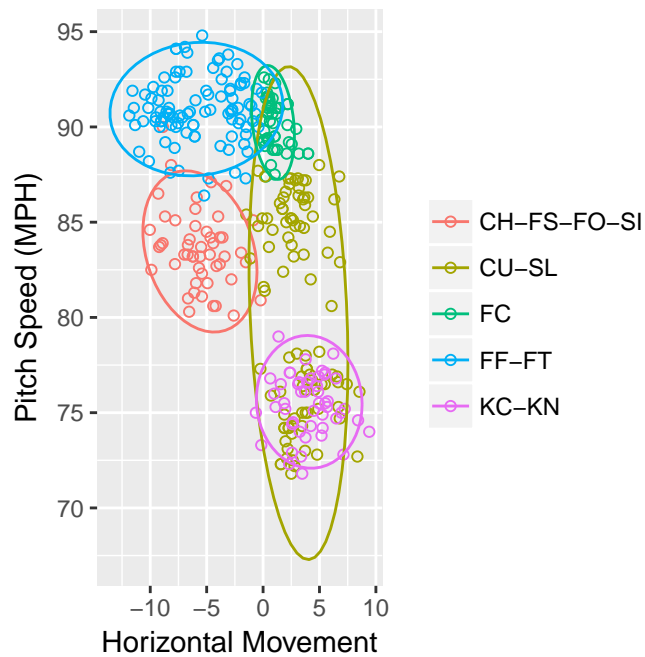 95
90
85
80
75
70
Pitch Speed (MPH)
−10
−5
0
5
10
Horizontal Movement
CH−FS−FO−SI
CU−SL
FC
FF−FT
KC−KN